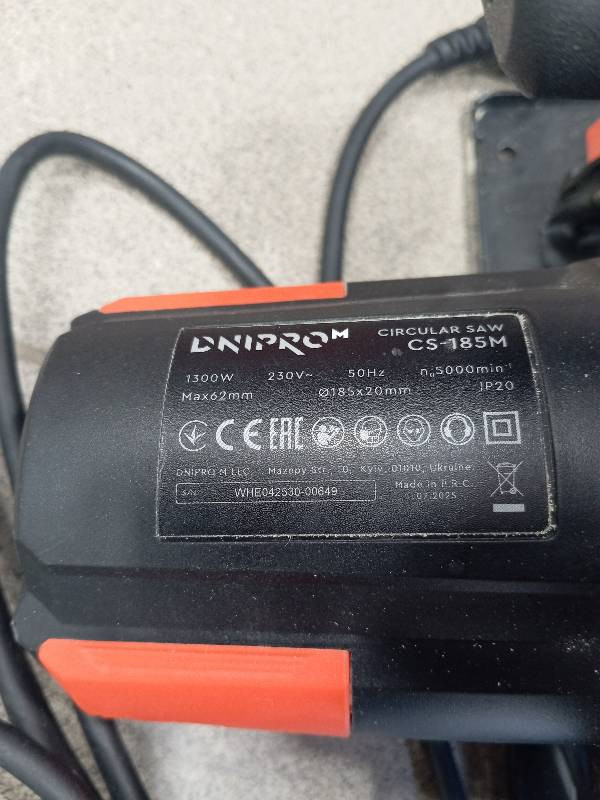 DNIPRO M
CIRCULAR SAW
CS-185M
1300W 230V~ 50Hz n₀5000min⁻¹
Max62mm Ø185x20mm IP20
CE EAC
DNIPRO M LLC Mazepy Str., 10, Kyiv, 01010, Ukraine
S/N WHE042530-00649
Made in P.R.C.
07.2025